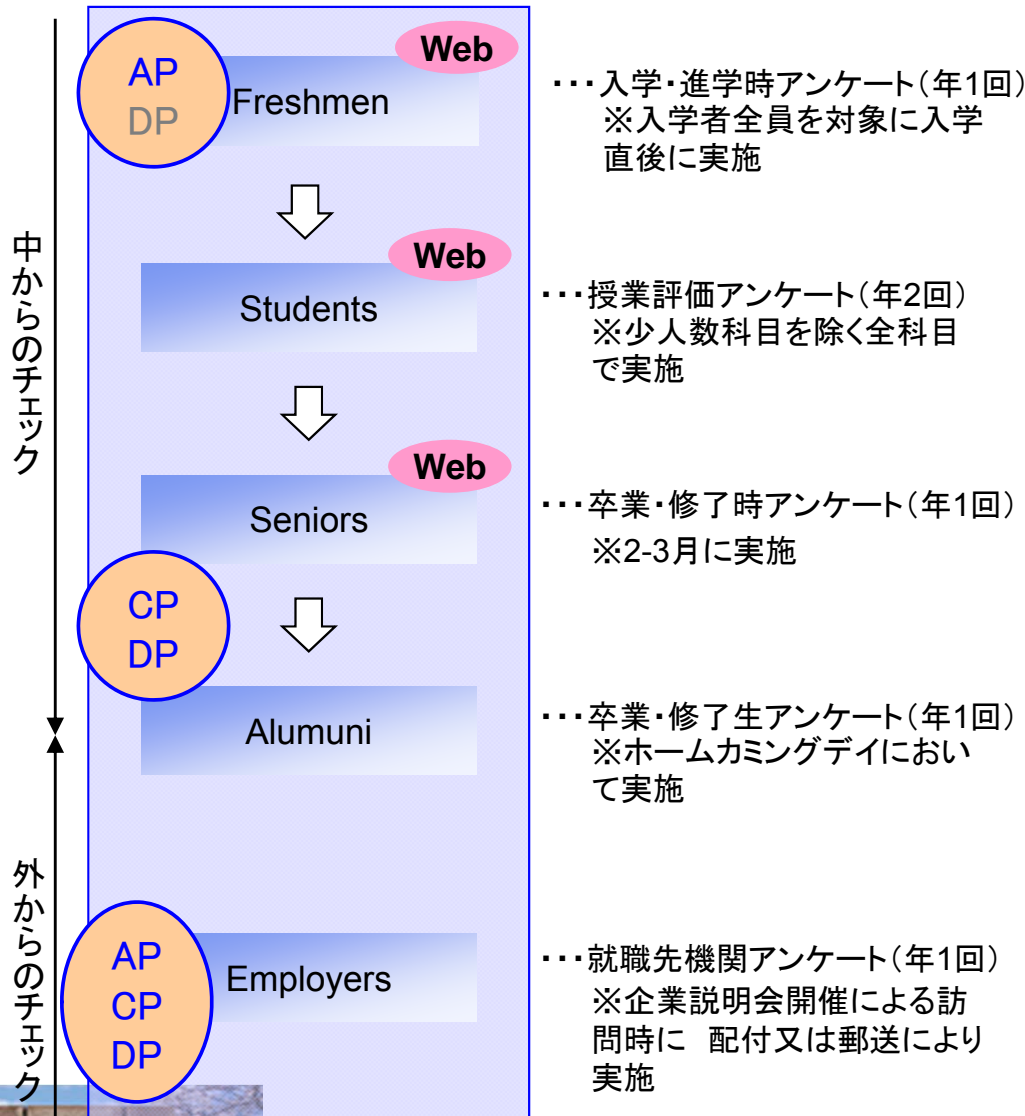 Web
AP
DP
Freshmen
・・・入学・進学時アンケート（年1回）
※入学者全員を対象に入学
直後に実施
中からのチェック
Web
Students
・・・授業評価アンケート（年2回）
※少人数科目を除く全科目
で実施
Web
Seniors
・・・卒業・修了時アンケート（年1回）
※2-3月に実施
CP
DP
Alumuni
・・・卒業・修了生アンケート（年1回）
※ホームカミングデイにおい
て実施
外からのチェック
AP
CP
DP
Employers
・・・就職先機関アンケート（年1回）
※企業説明会開催による訪
問時に　配付又は郵送により
実施